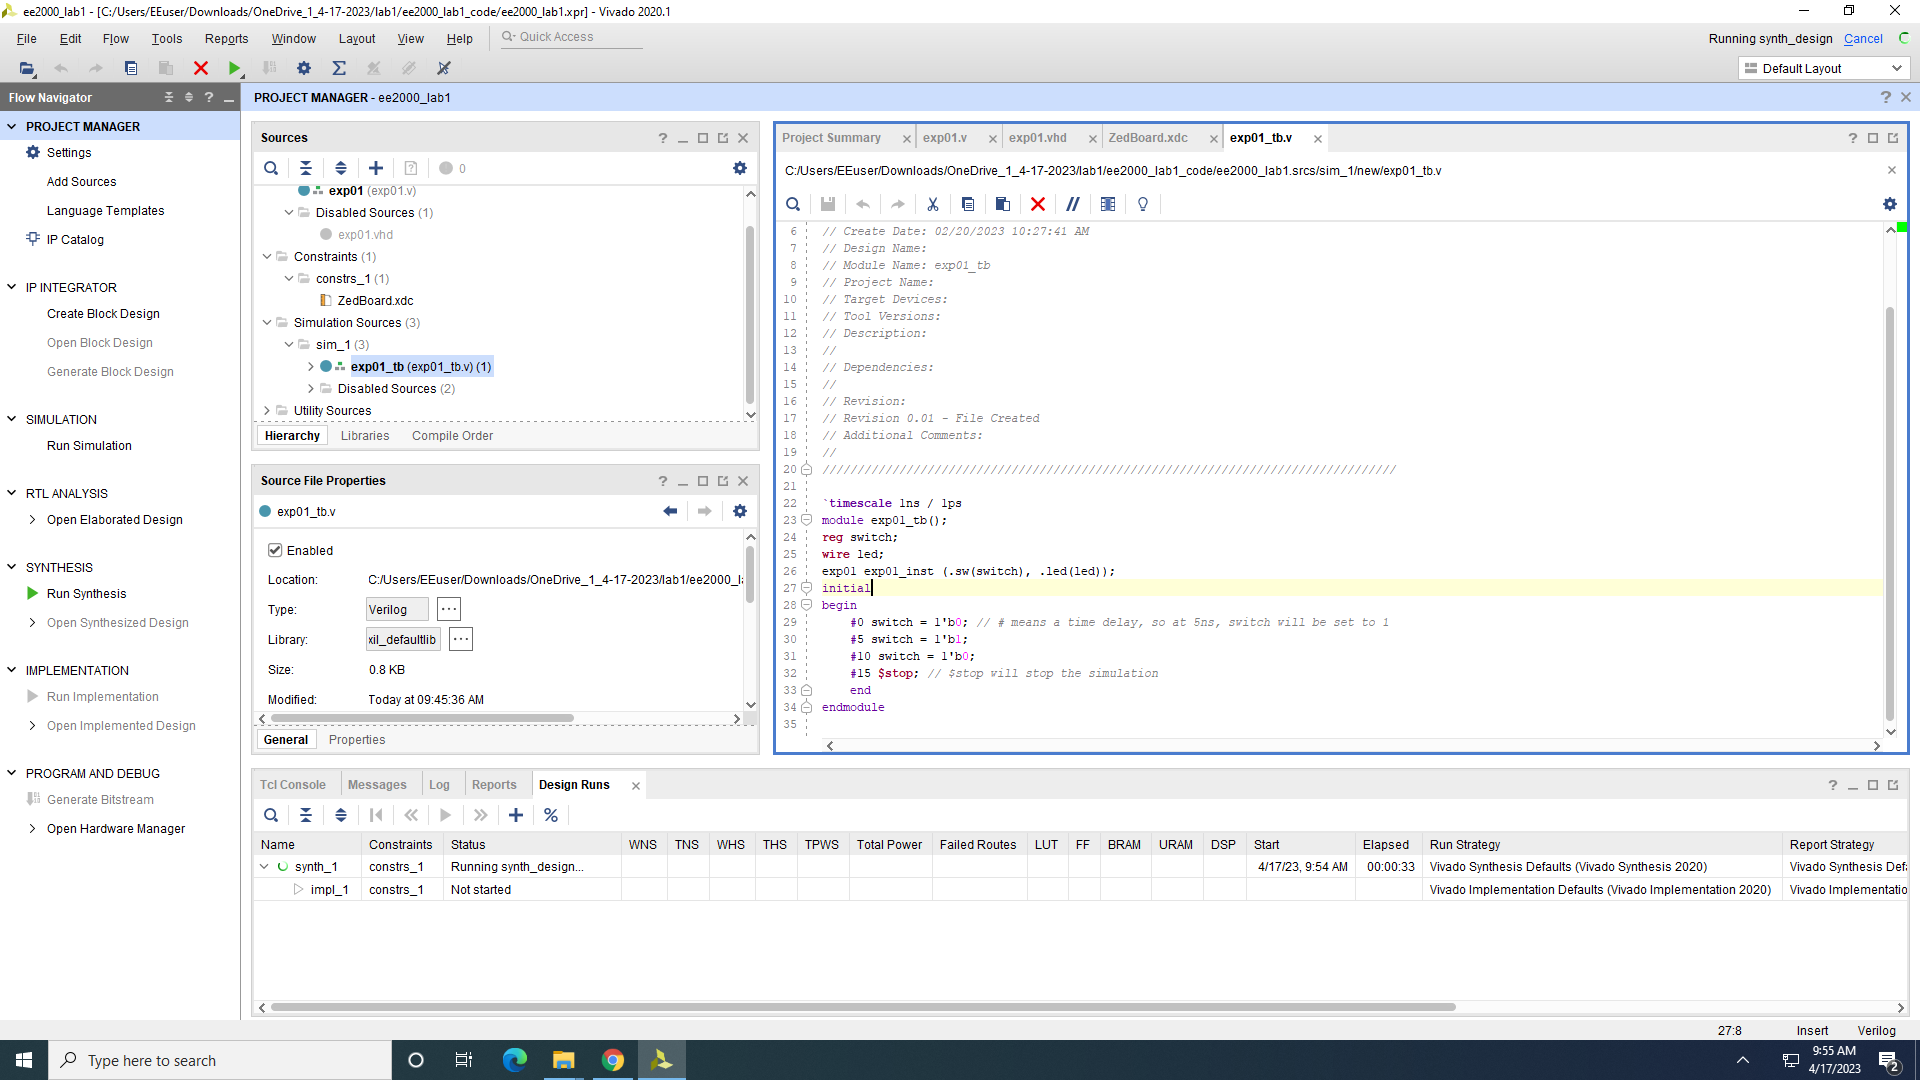 ee2000_lab1 - [C:/Users/EEuser/Downloads/OneDrive_1_4-17-2023/lab1/ee2000_lab1_code/ee2000_lab1.xpr] - Vivado 2020.1
File Edit Flow Tools Reports Window Layout View Help Quick Access
Running synth_design Cancel
Default Layout
Flow Navigator
PROJECT MANAGER
Settings
Add Sources
Language Templates
IP Catalog
IP INTEGRATOR
Create Block Design
Open Block Design
Generate Block Design
SIMULATION
Run Simulation
RTL ANALYSIS
Open Elaborated Design
SYNTHESIS
Run Synthesis
Open Synthesized Design
IMPLEMENTATION
Run Implementation
Open Implemented Design
PROGRAM AND DEBUG
Generate Bitstream
Open Hardware Manager
PROJECT MANAGER - ee2000_lab1
Sources
0
exp01 (exp01.v)
Disabled Sources (1)
exp01.vhd
Constraints (1)
constrs_1 (1)
ZedBoard.xdc
Simulation Sources (3)
sim_1 (3)
exp01_tb (exp01_tb.v) (1)
Disabled Sources (2)
Utility Sources
Hierarchy Libraries Compile Order
Source File Properties
exp01_tb.v
Enabled
Location: C:/Users/EEuser/Downloads/OneDrive_1_4-17-2023/lab1/ee2000_la
Type: Verilog
Library: xil_defaultlib
Size: 0.8 KB
Modified: Today at 09:45:36 AM
General Properties
Project Summary exp01.v exp01.vhd ZedBoard.xdc exp01_tb.v
C:/Users/EEuser/Downloads/OneDrive_1_4-17-2023/lab1/ee2000_lab1_code/ee2000_lab1.srcs/sim_1/new/exp01_tb.v
6 // Create Date: 02/20/2023 10:27:41 AM
7 // Design Name:
8 // Module Name: exp01_tb
9 // Project Name:
10 // Target Devices:
11 // Tool Versions:
12 // Description:
13 //
14 // Dependencies:
15 //
16 // Revision:
17 // Revision 0.01 - File Created
18 // Additional Comments:
19 //
20 //////////////////////////////////////////////////////////////////////////////////
21
22 `timescale 1ns / 1ps
23 module exp01_tb();
24 reg switch;
25 wire led;
26 exp01 exp01_inst (.sw(switch), .led(led));
27 initial
28 begin
29 #0 switch = 1'b0; // # means a time delay, so at 5ns, switch will be set to 1
30 #5 switch = 1'b1;
31 #10 switch = 1'b0;
32 #15 $stop; // $stop will stop the simulation
33 end
34 endmodule
35
Tcl Console Messages Log Reports Design Runs
Name Constraints Status WNS TNS WHS THS TPWS Total Power Failed Routes LUT FF BRAM URAM DSP Start Elapsed Run Strategy Report Strategy
synth_1 constrs_1 Running synth_design... 4/17/23, 9:54 AM 00:00:33 Vivado Synthesis Defaults (Vivado Synthesis 2020) Vivado Synthesis Def
impl_1 constrs_1 Not started Vivado Implementation Defaults (Vivado Implementation 2020) Vivado Implementatio
27:8 Insert Verilog
Type here to search
9:55 AM
4/17/2023
2